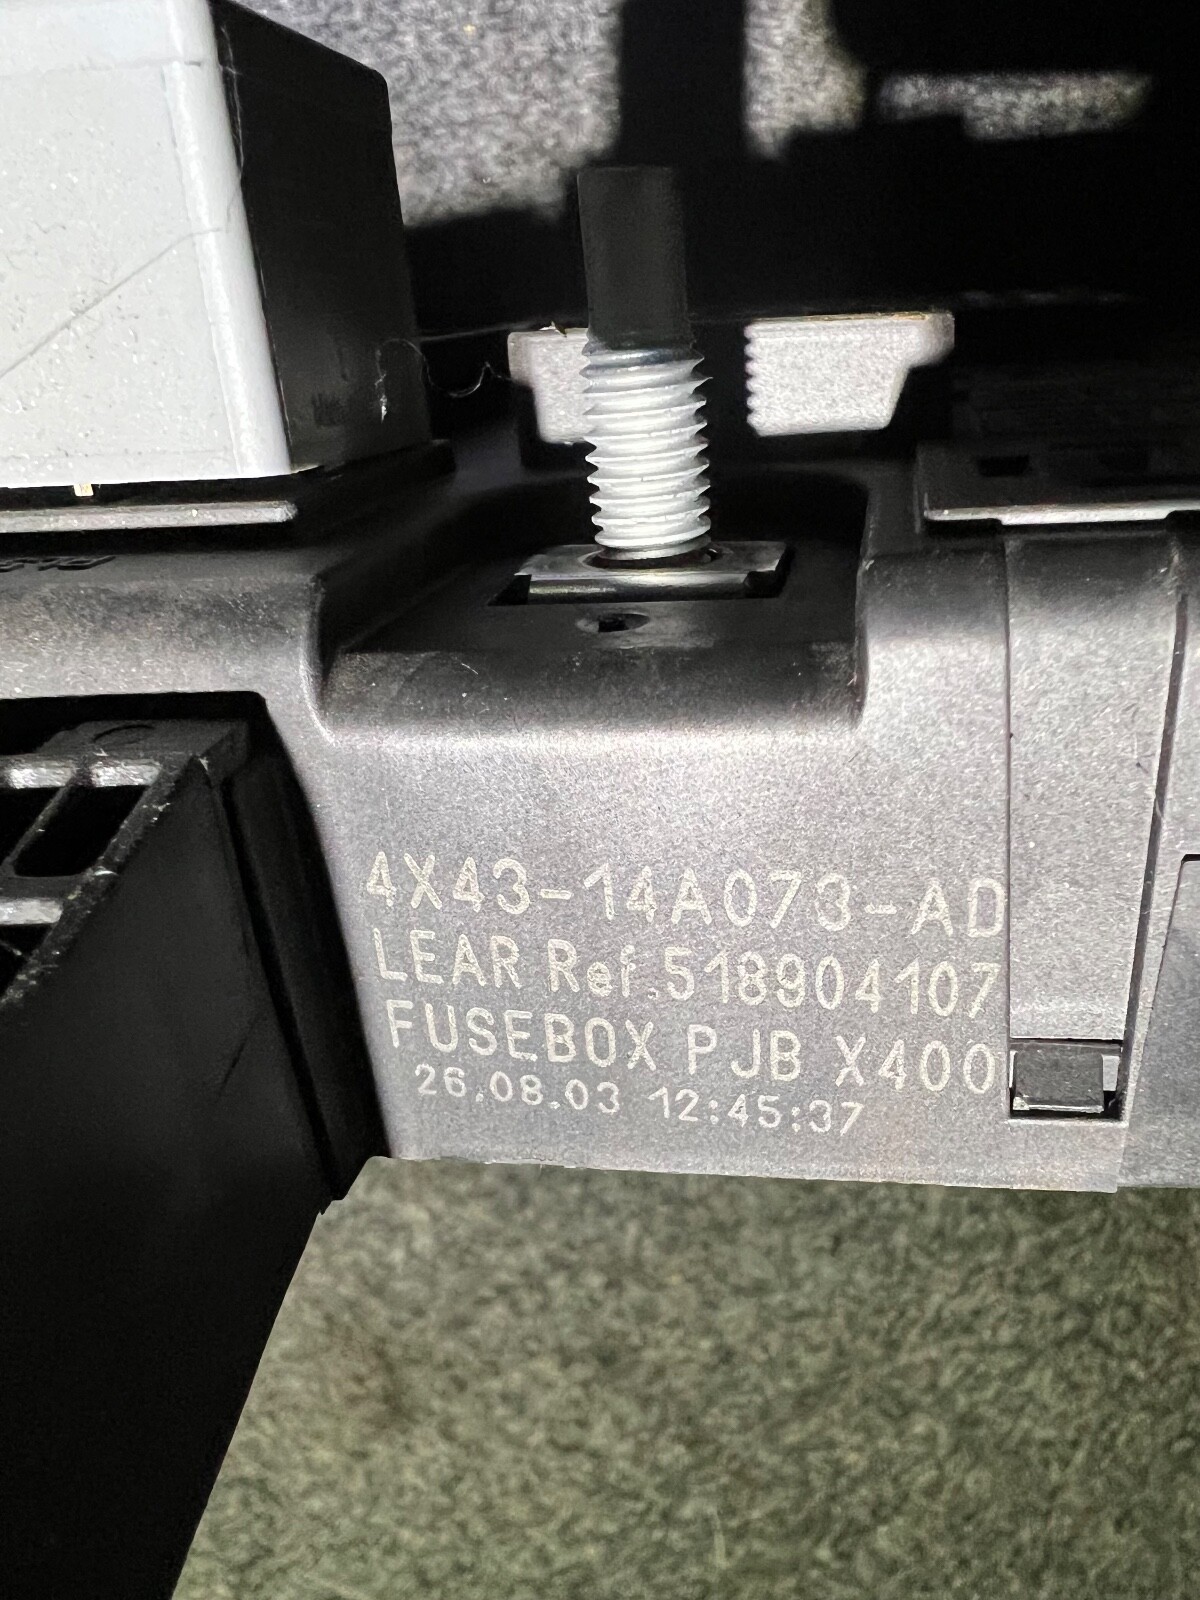 4X43-14A073-AD
LEAR Ref.518904107
FUSEBOX PJB X400
26.08.03 12:45:37